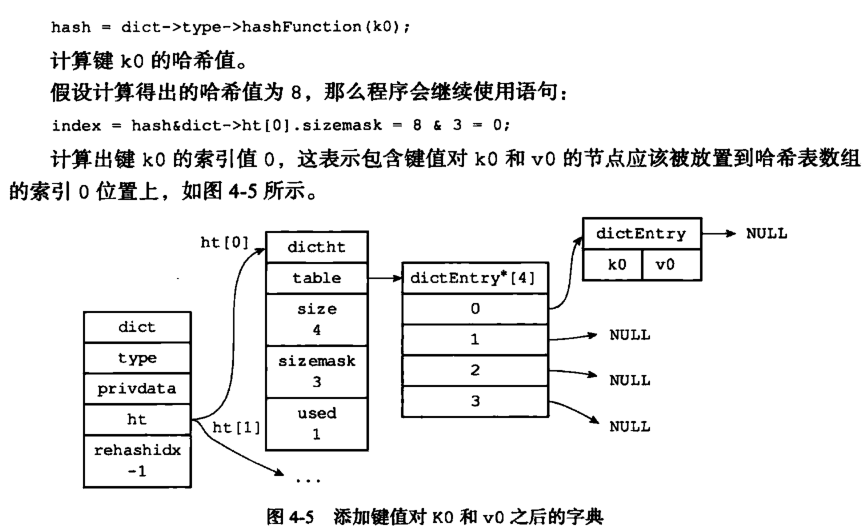 hash = dict->type->hashFunction(k0);
计算键 k0 的哈希值。
假设计算得出的哈希值为 8，那么程序会继续使用语句：
index = hash&dict->ht[0].sizemask = 8 & 3 = 0;
计算出键 k0 的索引值 0，这表示包含键值对 k0 和 v0 的节点应该被放置到哈希表数组
的索引 0 位置上，如图 4-5 所示。
dict
type
privdata
ht
rehashidx
-1
ht[0]
ht[1]
...
dictht
table
size
4
sizemask
3
used
1
dictEntry*[4]
0
1
2
3
dictEntry
k0 v0
NULL
NULL
NULL
NULL
图 4-5 添加键值对 K0 和 v0 之后的字典